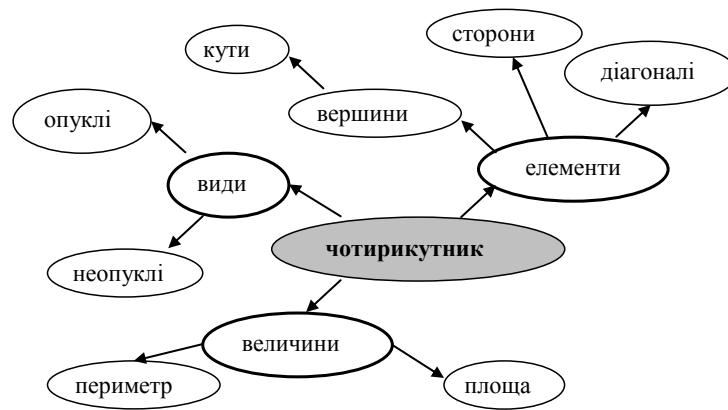 сторони
кути
діагоналі
опуклі
вершини
елементи
види
чотирикутник
неопуклі
величини
периметр
площа